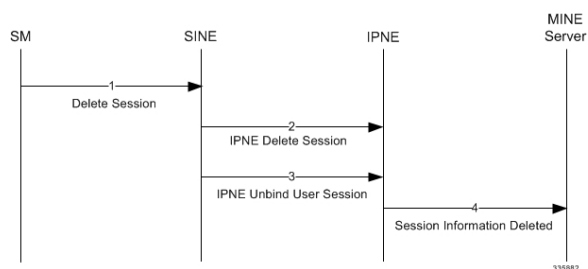 SM
SINE
IPNE
MINE
Server
1
Delete Session
2
IPNE Delete Session
3
IPNE Unbind User Session
4
Session Information Deleted
335882